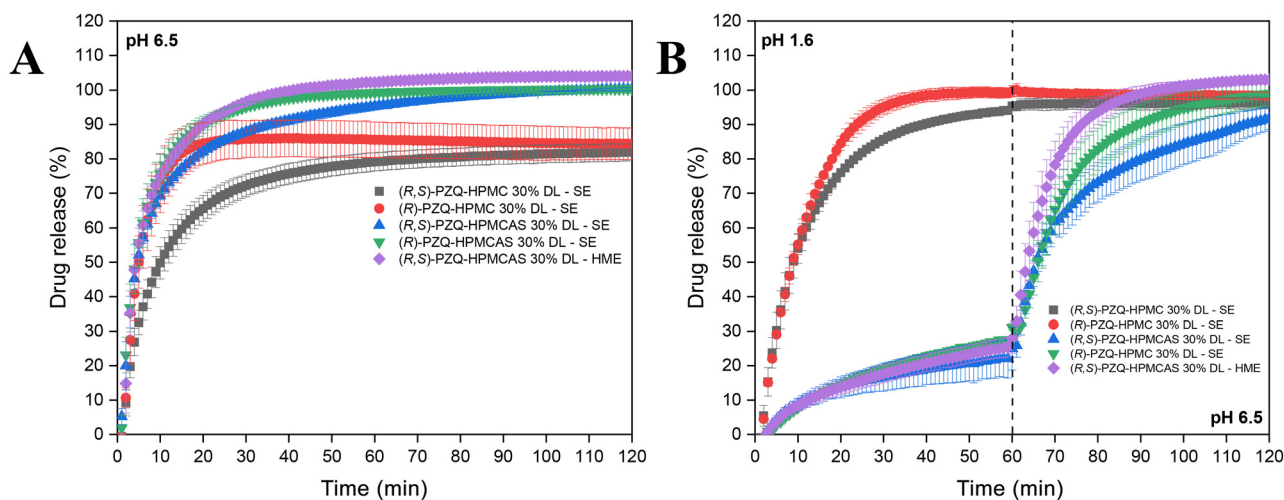 A
pH 6.5
Drug release (%)
120
110
100
90
80
70
60
50
40
30
20
10
0
(R,S)-PZQ-HPMC 30% DL - SE
(R)-PZQ-HPMC 30% DL - SE
(R,S)-PZQ-HPMCAS 30% DL - SE
(R)-PZQ-HPMCAS 30% DL - SE
(R,S)-PZQ-HPMCAS 30% DL - HME
0 10 20 30 40 50 60 70 80 90 100 110 120
Time (min)
B
pH 1.6
Drug release (%)
120
110
100
90
80
70
60
50
40
30
20
10
0
(R,S)-PZQ-HPMC 30% DL - SE
(R)-PZQ-HPMC 30% DL - SE
(R,S)-PZQ-HPMCAS 30% DL - SE
(R)-PZQ-HPMC 30% DL - SE
(R,S)-PZQ-HPMCAS 30% DL - HME
pH 6.5
0 10 20 30 40 50 60 70 80 90 100 110 120
Time (min)